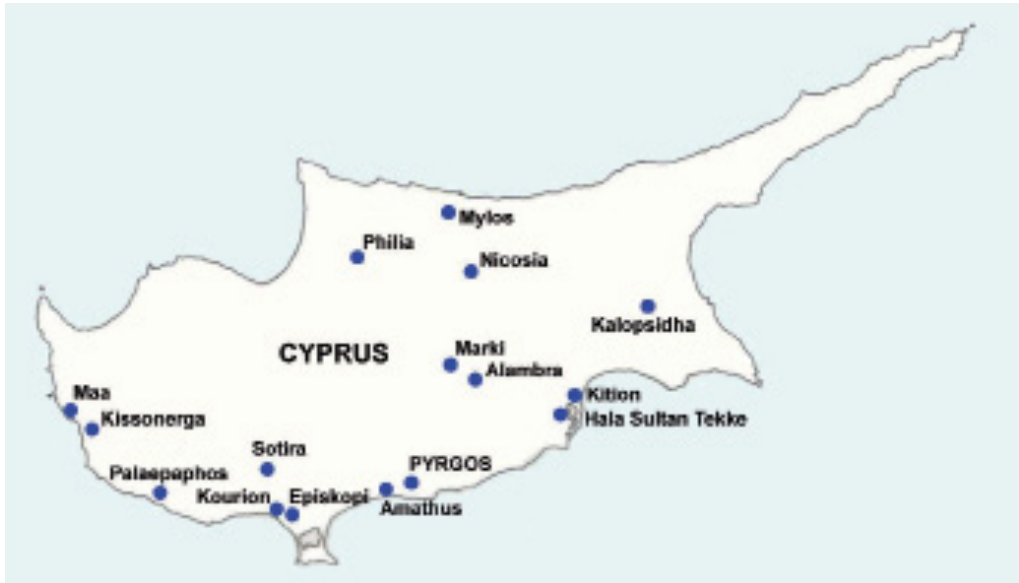 Mylos
Philia
Nicosia
Kalopsidha
CYPRUS
Marki
Alambra
Maa
Kition
Kissonerga
Hala Sultan Tekke
Sotira
PYRGOS
Palaepaphos
Kourion
Episkopi
Amathus